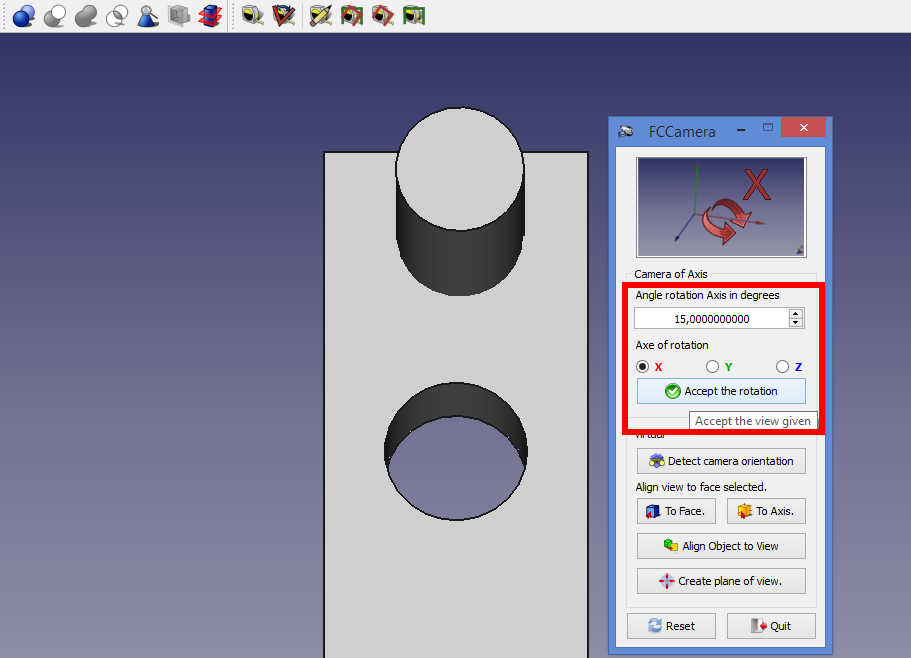 FCCamera
X
Camera of Axis
Angle rotation Axis in degrees
15,0000000000
Axe of rotation
X Y Z
Accept the rotation
Accept the view given
Virtual
Detect camera orientation
Align view to face selected.
To Face. To Axis.
Align Object to View
Create plane of view.
Reset Quit